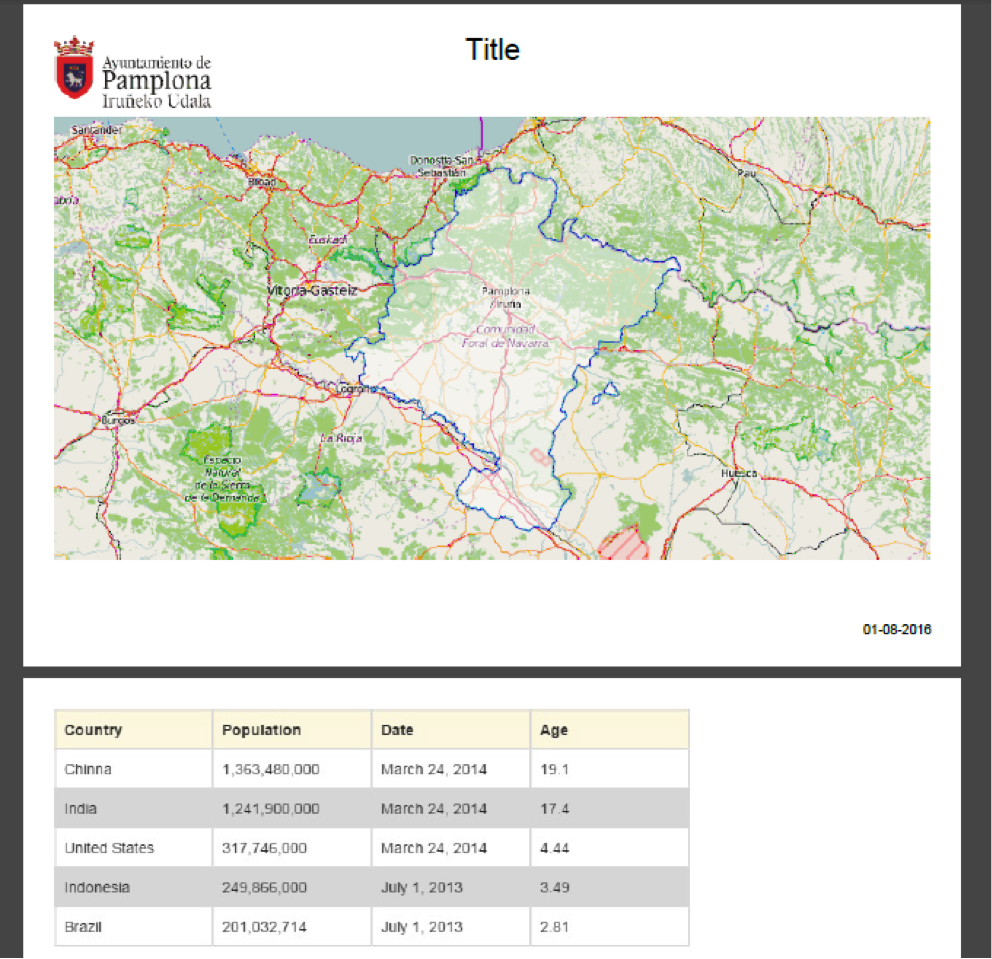 Title
Ayuntamiento de
Pamplona
Iruñeko Udala
Santander
Donostia-San
Sebastián
Bilbao
Pau
abria
Euskadi
Vitoria-Gasteiz
Pamplona
/Iruña
Comunidad
Foral de Navarra
Logroño
Burgos
La Rioja
Espacio
Natural
de la Sierra
de la Demanda
Huesca
01-08-2016
Country Population Date Age
Chinna 1,363,480,000 March 24, 2014 19.1
India 1,241,900,000 March 24, 2014 17.4
United States 317,746,000 March 24, 2014 4.44
Indonesia 249,866,000 July 1, 2013 3.49
Brazil 201,032,714 July 1, 2013 2.81